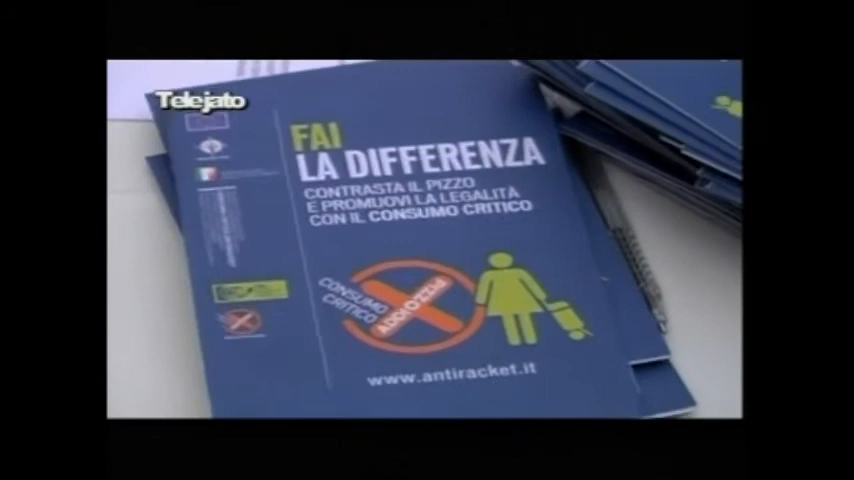 Telejato
FAI
LA DIFFERENZA
CONTRASTA IL PIZZO
E PROMUOVI LA LEGALITÀ
CON IL CONSUMO CRITICO
CONSUMO
CRITICO
ADDIOPIZZO
www.antiracket.it